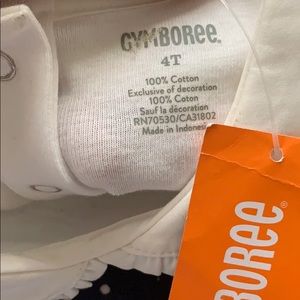 GYMBOREE®
4T
100% Cotton
Exclusive of decoration
100% Coton
Sauf la décoration
RN70530/CA31802
Made in Indonesia
BOREE®